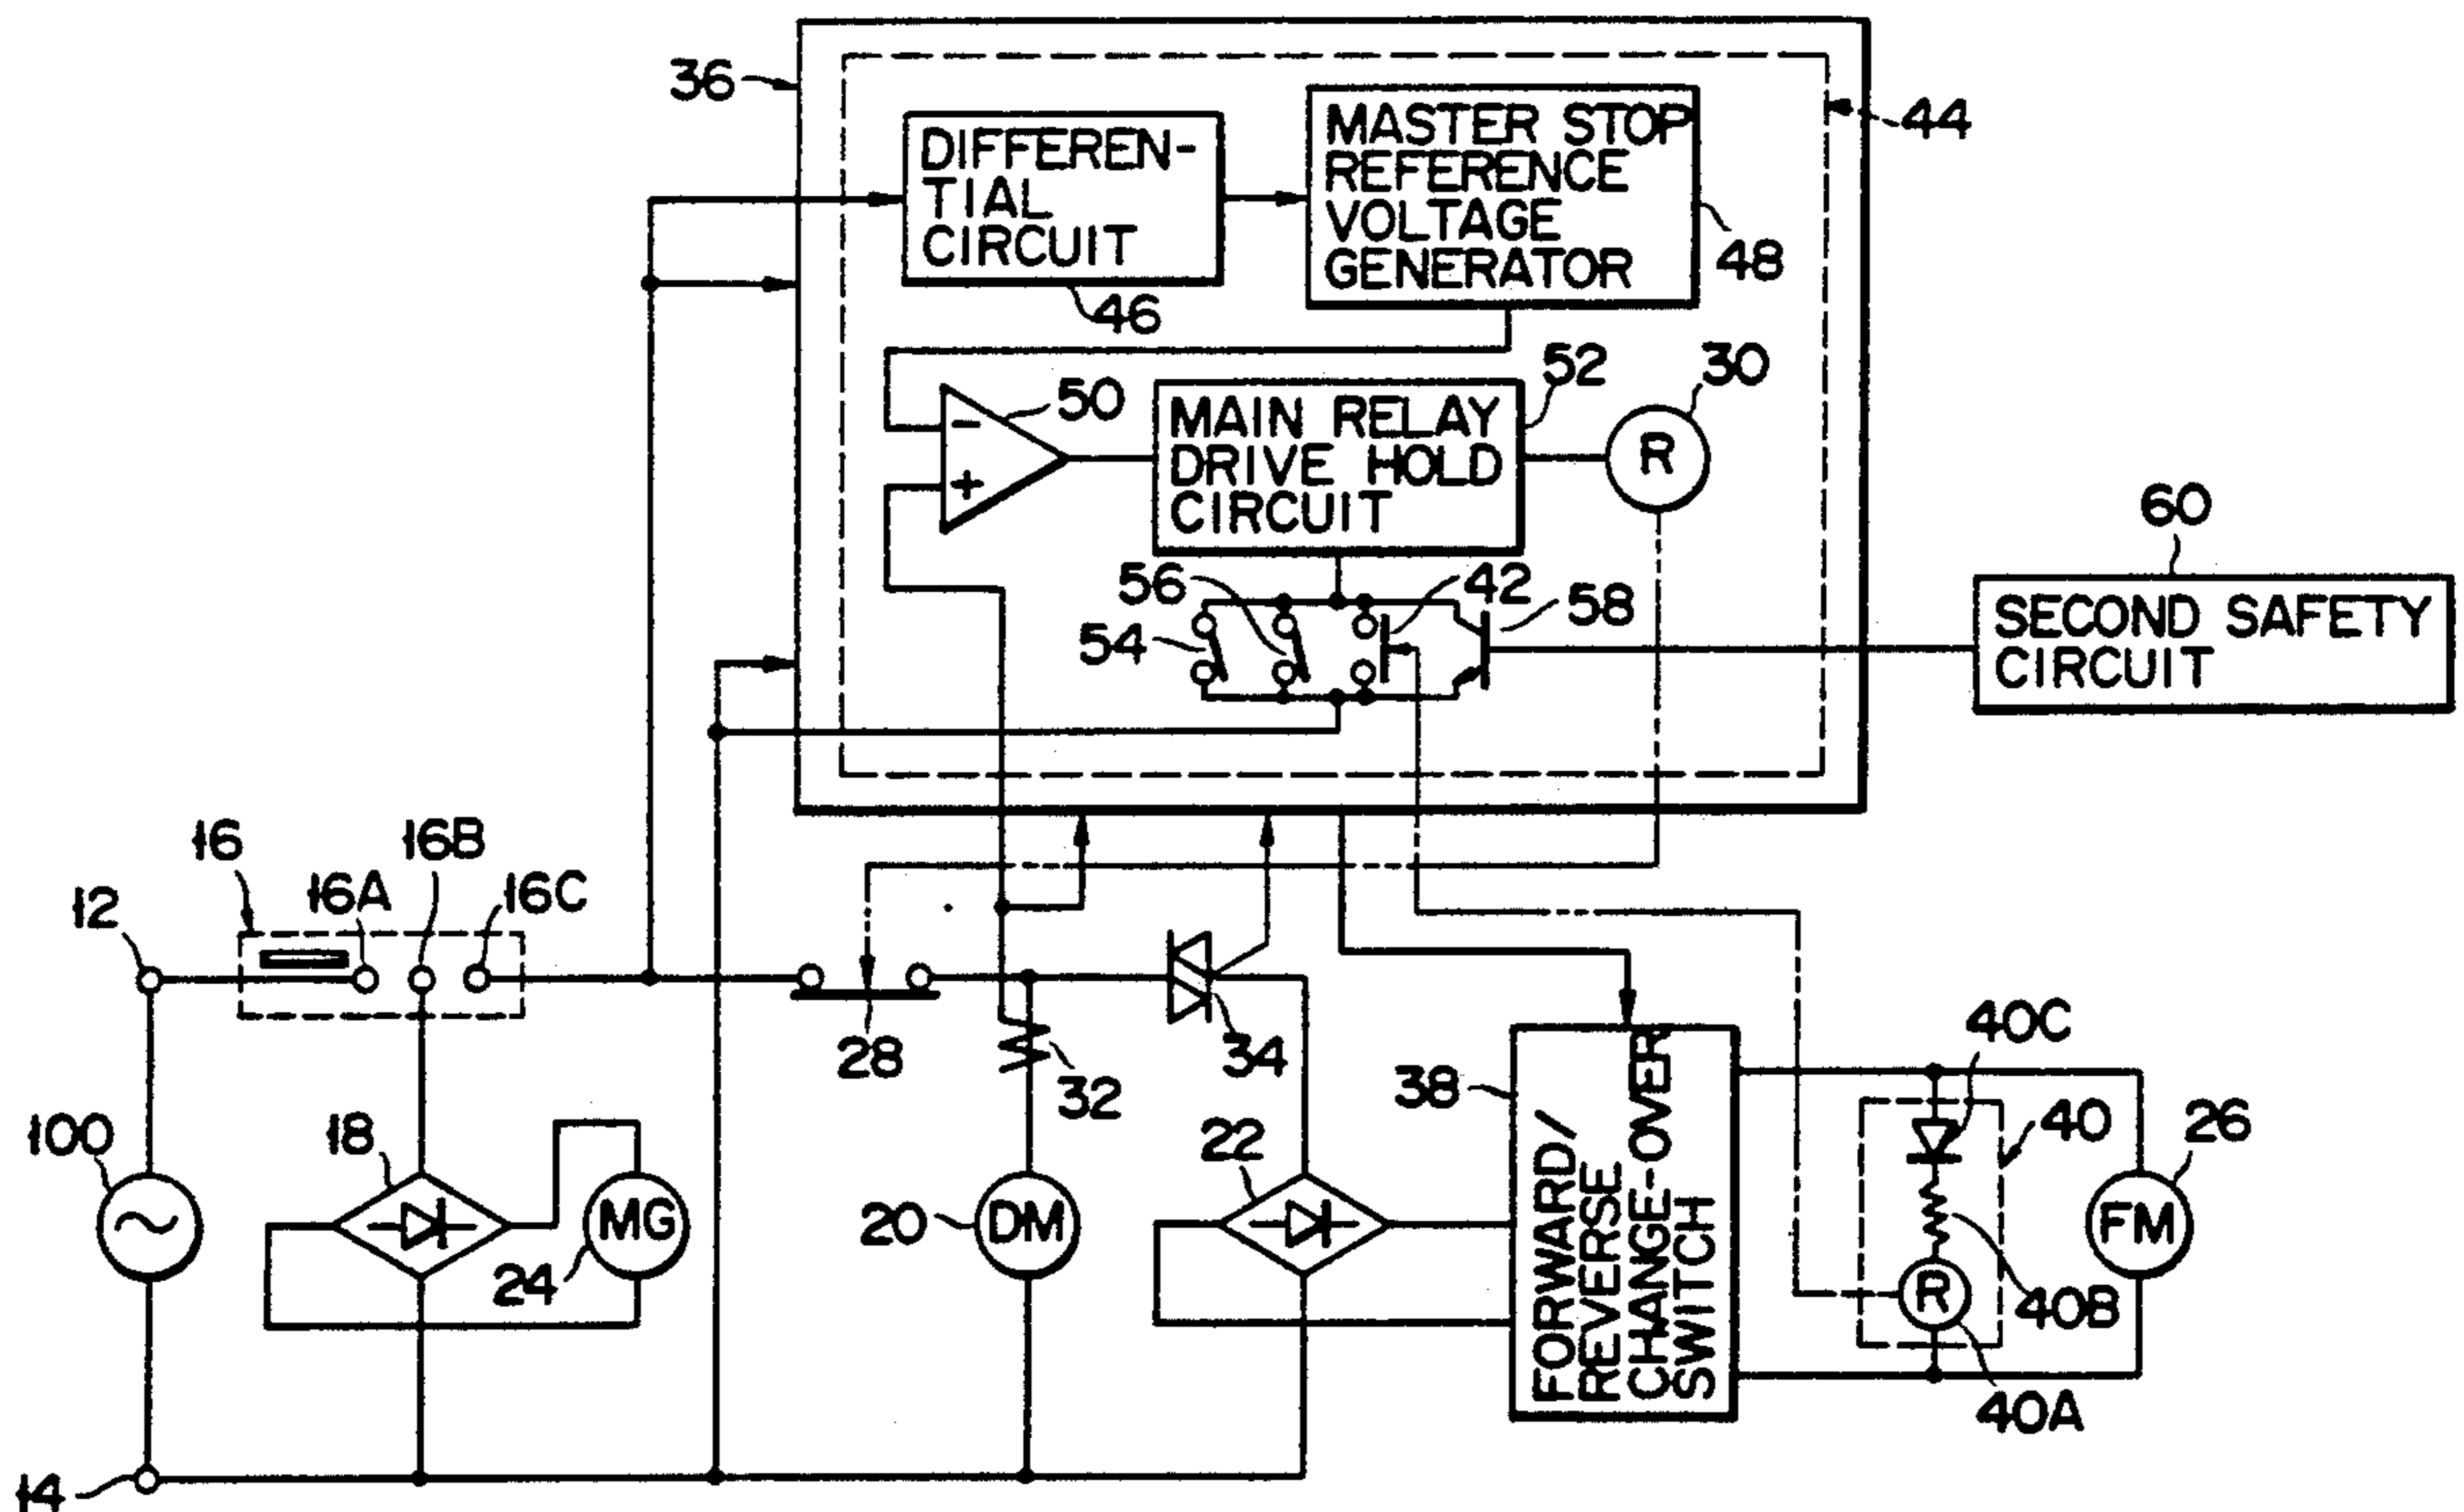 36
44
DIFFEREN-
TIAL
CIRCUIT
46
MASTER STOP
REFERENCE
VOLTAGE
GENERATOR
48
50
−
+
MAIN RELAY
DRIVE HOLD
CIRCUIT
52
30
R
60
SECOND SAFETY
CIRCUIT
56
54
42
58
16
16A
16B
16C
12
28
32
34
100
18
MG
24
20
DM
22
38
FORWARD/
REVERSE
CHANGE-OVER
SWITCH
40C
40
26
FM
R
40B
40A
14